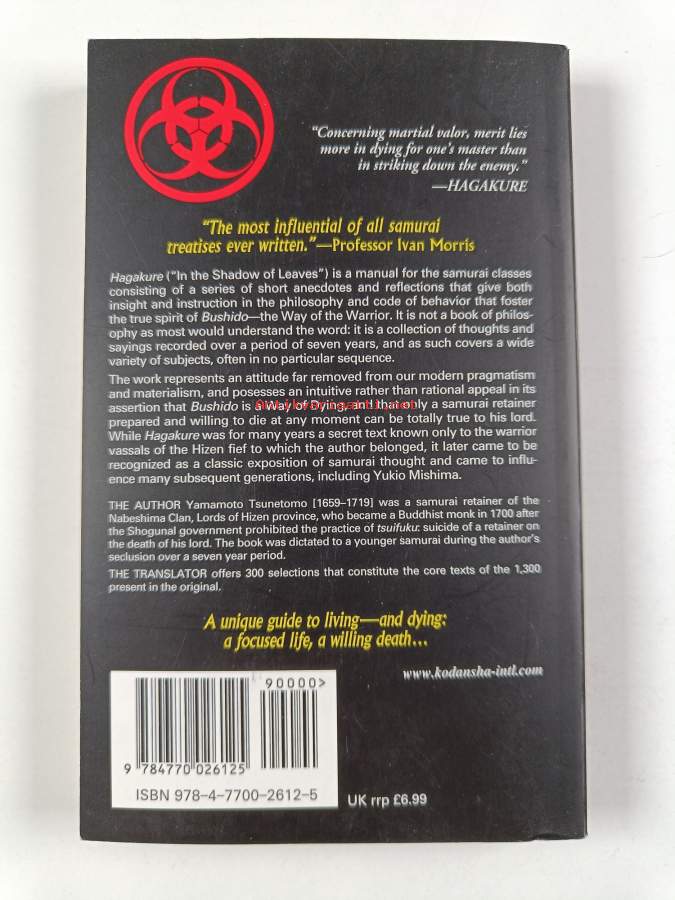 “Concerning martial valor, merit lies
more in dying for one’s master than
in striking down the enemy.”
—HAGAKURE
“The most influential of all samurai
treatises ever written.”—Professor Ivan Morris
Hagakure (“In the Shadow of Leaves”) is a manual for the samurai classes
consisting of a series of short anecdotes and reflections that give both
insight and instruction in the philosophy and code of behavior that foster
the true spirit of Bushido—the Way of the Warrior. It is not a book of philos-
ophy as most would understand the word: it is a collection of thoughts and
sayings recorded over a period of seven years, and as such covers a wide
variety of subjects, often in no particular sequence.
The work represents an attitude far removed from our modern pragmatism
and materialism, and posesses an intuitive rather than rational appeal in its
assertion that Bushido is a Way of Dying, and that only a samurai retainer
prepared and willing to die at any moment can be totally true to his lord.
While Hagakure was for many years a secret text known only to the warrior
vassals of the Hizen fief to which the author belonged, it later came to be
recognized as a classic exposition of samurai thought and came to influ-
ence many subsequent generations, including Yukio Mishima.
THE AUTHOR Yamamoto Tsunetomo [1659–1719] was a samurai retainer of the
Nabeshima Clan, Lords of Hizen province, who became a Buddhist monk in 1700 after
the Shogunal government prohibited the practice of tsuifuku: suicide of a retainer on
the death of his lord. The book was dictated to a younger samurai during the author’s
seclusion over a seven year period.
THE TRANSLATOR offers 300 selections that constitute the core texts of the 1,300
present in the original.
A unique guide to living—and dying:
a focused life, a willing death…
www.kodansha-intl.com
90000>
9 784770 026125
ISBN 978-4-7700-2612-5
UK rrp £6.99